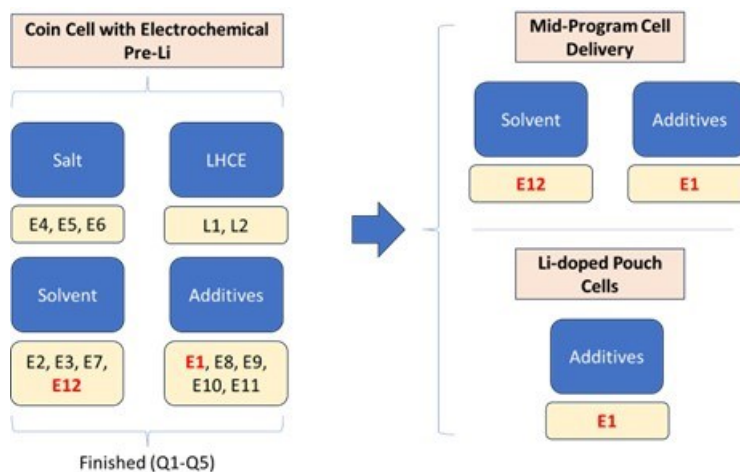 Coin Cell with Electrochemical
Pre-Li
Salt
LHCE
E4, E5, E6
L1, L2
Solvent
Additives
E2, E3, E7,
E12
E1, E8, E9,
E10, E11
Finished (Q1-Q5)
Mid-Program Cell
Delivery
Solvent
Additives
E12
E1
Li-doped Pouch
Cells
Additives
E1